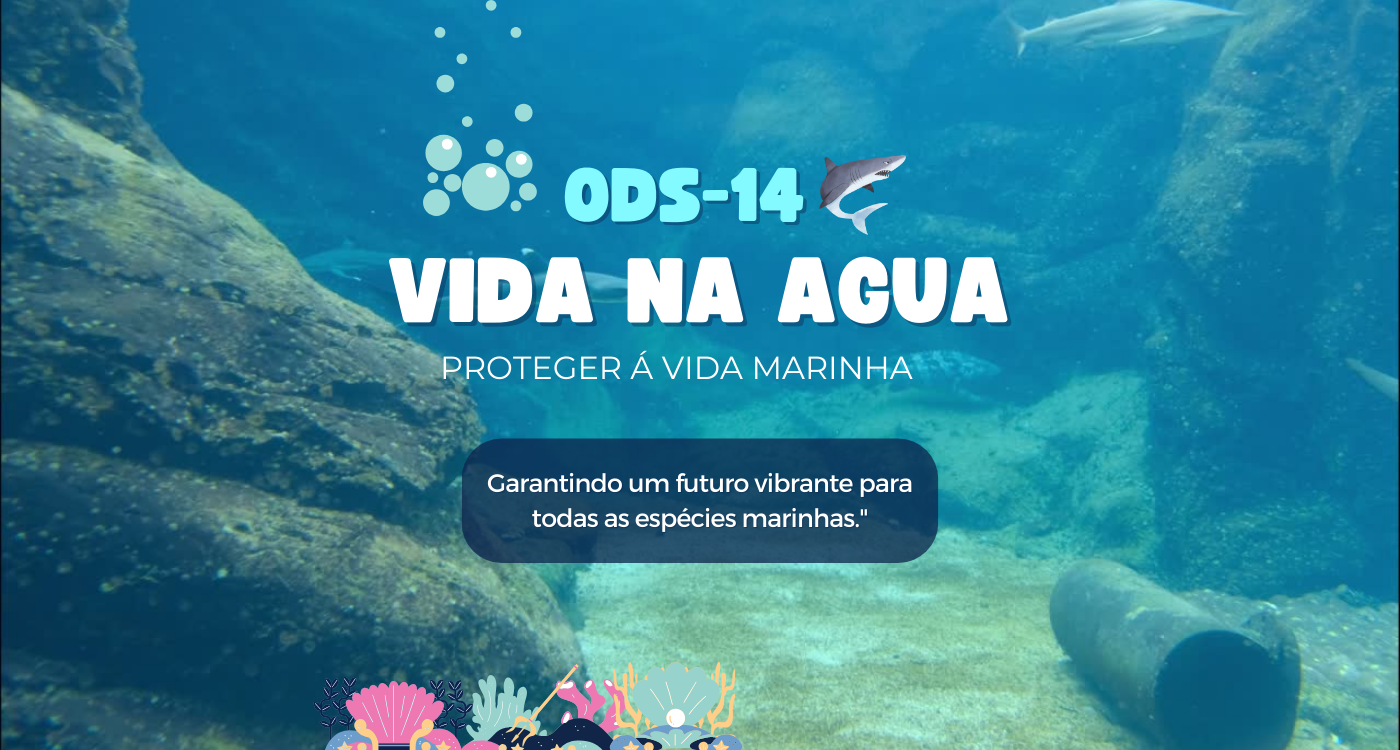 ODS-14
VIDA NA AGUA
PROTEGER Á VIDA MARINHA
Garantindo um futuro vibrante para
todas as espécies marinhas."